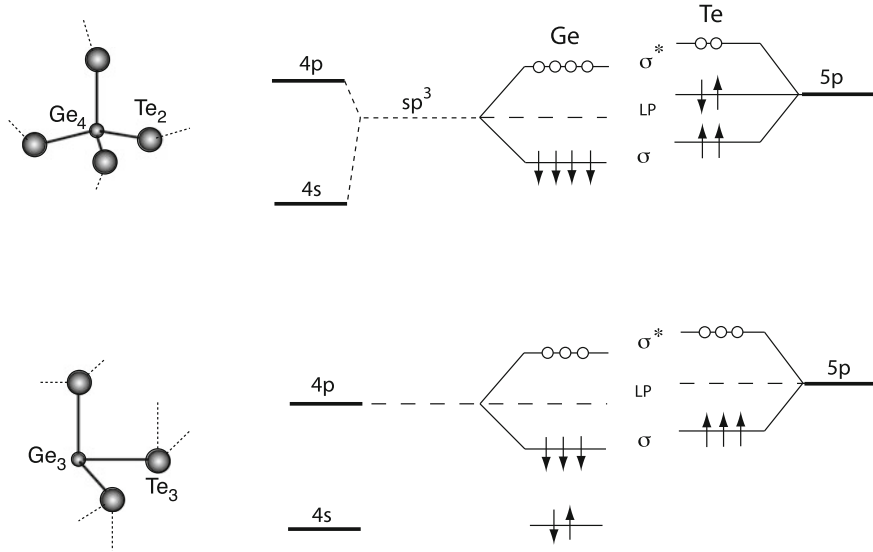 Ge Te
4p σ*
Ge4 Te2 sp3 LP 5p
4s σ
σ*
4p LP 5p
Ge3 σ
Te3
4s